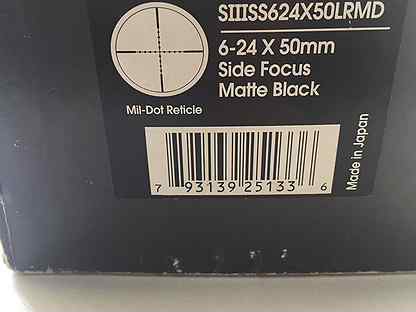 SIIISS624X50LRMD
6-24 X 50mm
Side Focus
Matte Black
Mil-Dot Reticle
7 93139 25133 6
Made in Japan